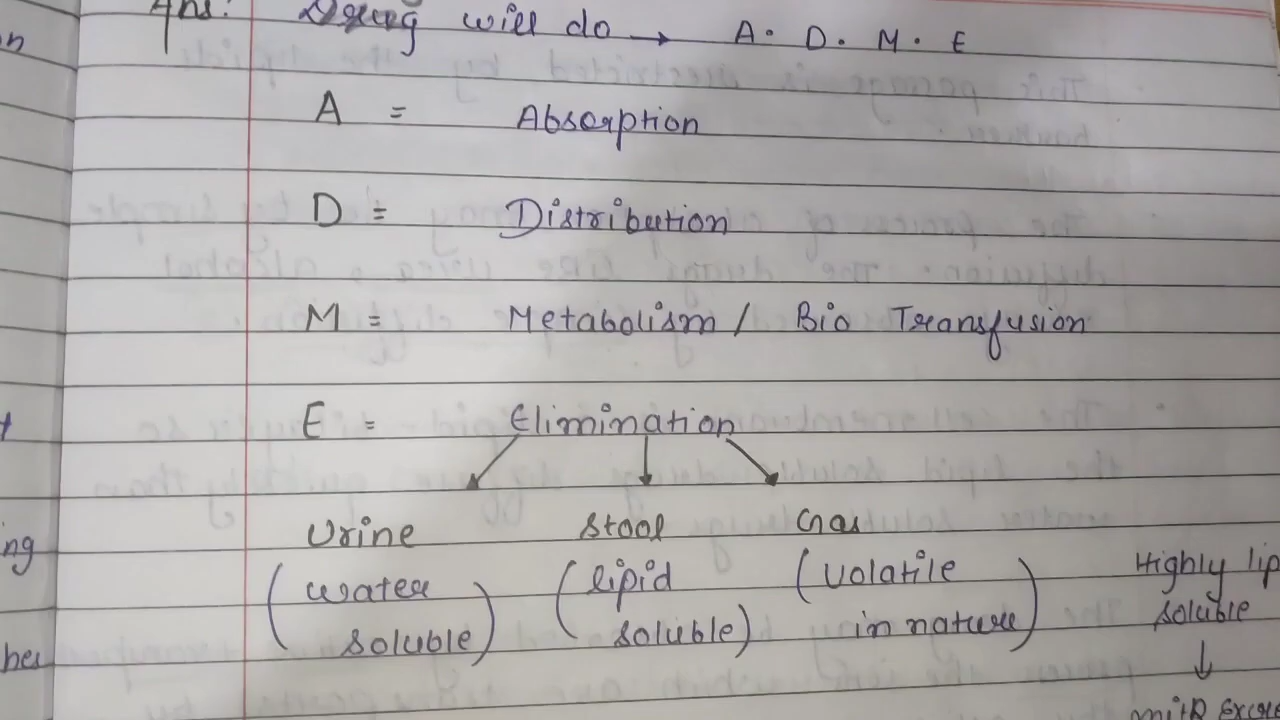 Ans: Drug will do → A. D. M. E
A = Absorption
D = Distribution
M = Metabolism / Bio Transfusion
E = Elimination
Urine Stool Gas
(water soluble) (lipid soluble) (volatile in nature) Highly lip
soluble
↓